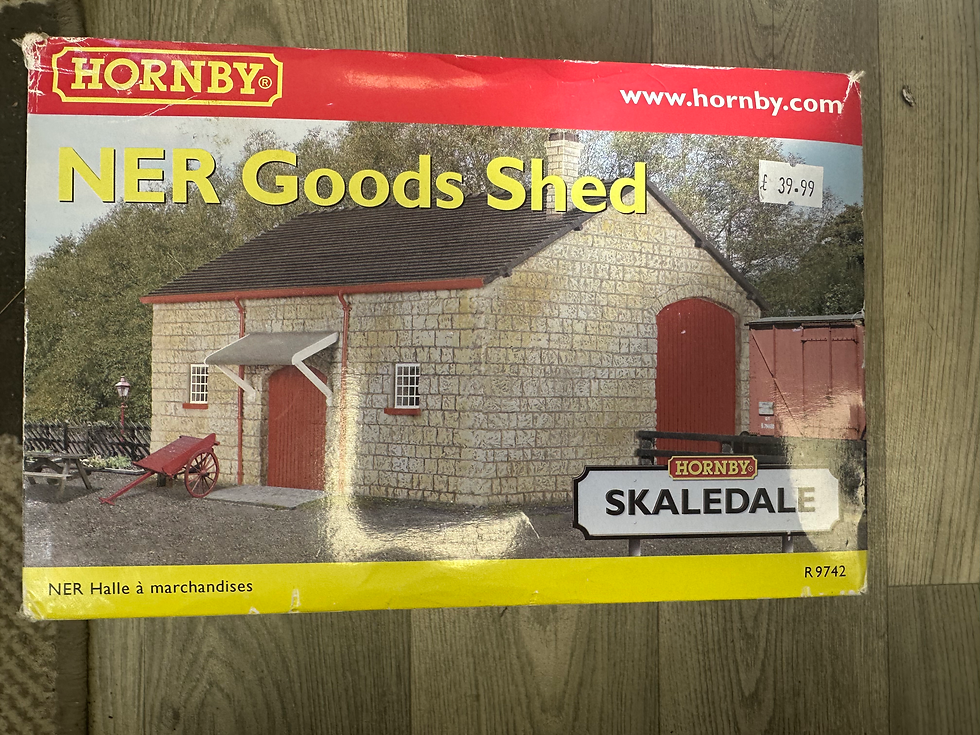 HORNBY®
www.hornby.com
NER Goods Shed
£ 39.99
HORNBY®
SKALEDALE
NER Halle à marchandises
R9742